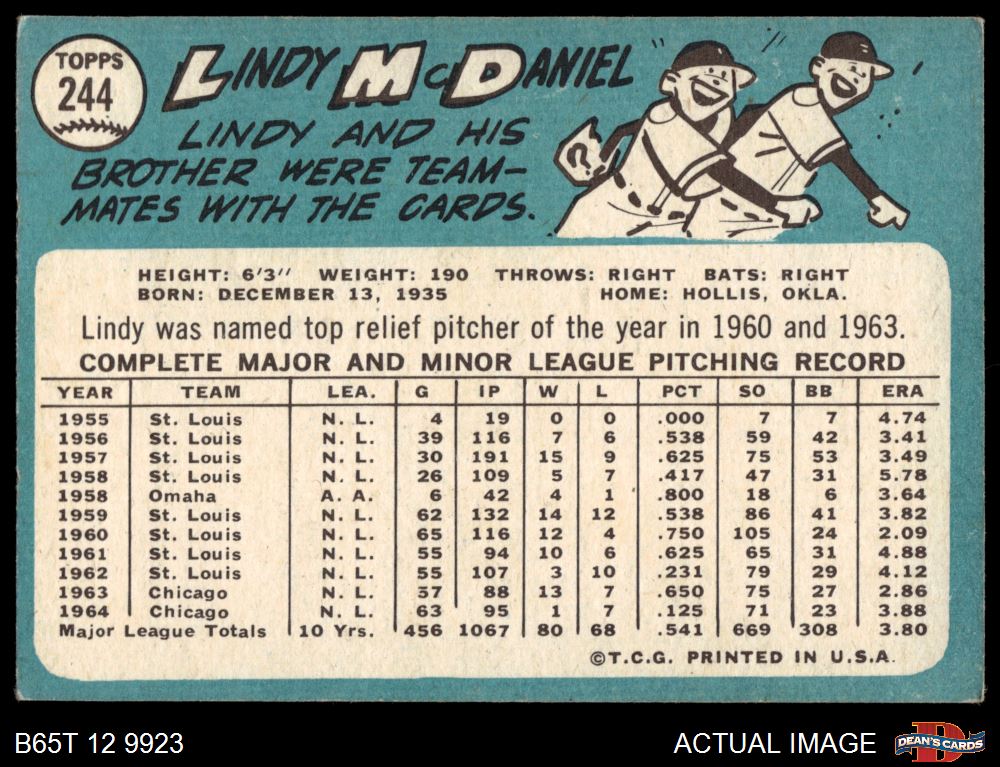 TOPPS
244
LINDY McDANIEL
LINDY AND HIS
BROTHER WERE TEAM-
MATES WITH THE CARDS.
HEIGHT: 6'3" WEIGHT: 190 THROWS: RIGHT BATS: RIGHT
BORN: DECEMBER 13, 1935 HOME: HOLLIS, OKLA.
Lindy was named top relief pitcher of the year in 1960 and 1963.
COMPLETE MAJOR AND MINOR LEAGUE PITCHING RECORD
YEAR TEAM LEA. G IP W L PCT SO BB ERA
1955 St. Louis N. L. 4 19 0 0 .000 7 7 4.74
1956 St. Louis N. L. 39 116 7 6 .538 59 42 3.41
1957 St. Louis N. L. 30 191 15 9 .625 75 53 3.49
1958 St. Louis N. L. 26 109 5 7 .417 47 31 5.78
1958 Omaha A. A. 6 42 4 1 .800 18 6 3.64
1959 St. Louis N. L. 62 132 14 12 .538 86 41 3.82
1960 St. Louis N. L. 65 116 12 4 .750 105 24 2.09
1961 St. Louis N. L. 55 94 10 6 .625 65 31 4.88
1962 St. Louis N. L. 55 107 3 10 .231 79 29 4.12
1963 Chicago N. L. 57 88 13 7 .650 75 27 2.86
1964 Chicago N. L. 63 95 1 7 .125 71 23 3.88
Major League Totals 10 Yrs. 456 1067 80 68 .541 669 308 3.80
©T.C.G. PRINTED IN U.S.A.
B65T 12 9923 ACTUAL IMAGE DEAN'S CARDS